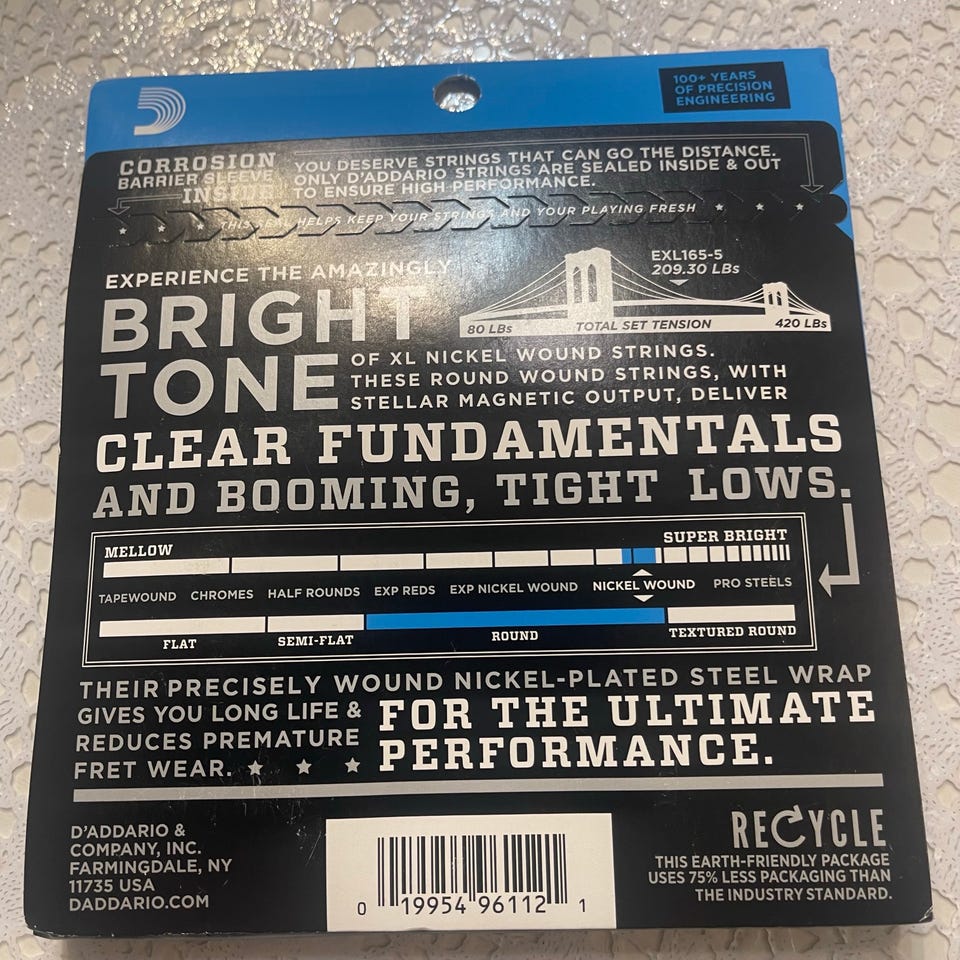 100+ YEARS
OF PRECISION
ENGINEERING
CORROSION
BARRIER SLEEVE
INSIDE
YOU DESERVE STRINGS THAT CAN GO THE DISTANCE.
ONLY D'ADDARIO STRINGS ARE SEALED INSIDE & OUT
TO ENSURE HIGH PERFORMANCE.
THIS HELPS KEEP YOUR STRINGS AND YOUR PLAYING FRESH
EXPERIENCE THE AMAZINGLY
BRIGHT
TONE
EXL165-5
209.30 LBs
80 LBs TOTAL SET TENSION 420 LBs
OF XL NICKEL WOUND STRINGS.
THESE ROUND WOUND STRINGS, WITH
STELLAR MAGNETIC OUTPUT, DELIVER
CLEAR FUNDAMENTALS
AND BOOMING, TIGHT LOWS.
MELLOW SUPER BRIGHT
TAPEWOUND CHROMES HALF ROUNDS EXP REDS EXP NICKEL WOUND NICKEL WOUND PRO STEELS
FLAT SEMI-FLAT ROUND TEXTURED ROUND
THEIR PRECISELY WOUND NICKEL-PLATED STEEL WRAP
GIVES YOU LONG LIFE &
REDUCES PREMATURE
FRET WEAR.
FOR THE ULTIMATE
PERFORMANCE.
D'ADDARIO &
COMPANY, INC.
FARMINGDALE, NY
11735 USA
DADDARIO.COM
0 19954 96112 1
RECYCLE
THIS EARTH-FRIENDLY PACKAGE
USES 75% LESS PACKAGING THAN
THE INDUSTRY STANDARD.